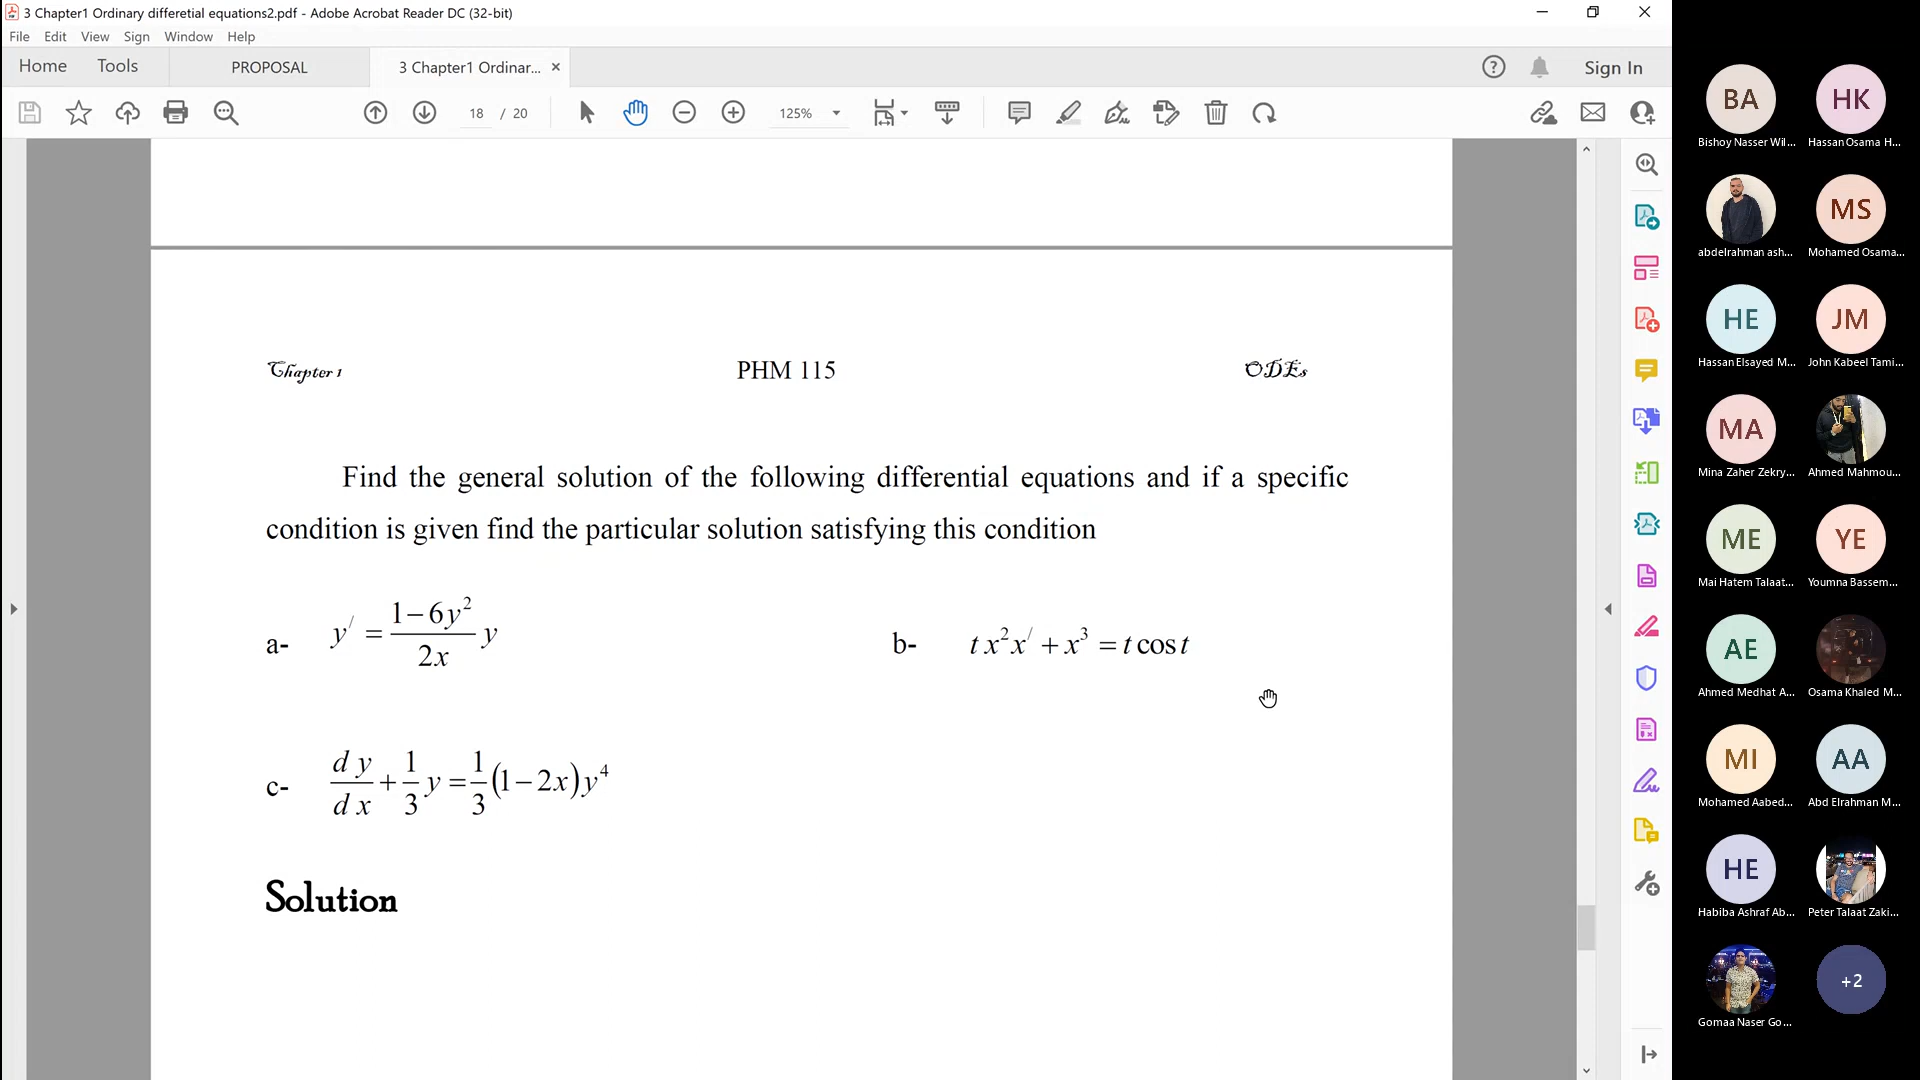 3 Chapter1 Ordinary differetial equations2.pdf - Adobe Acrobat Reader DC (32-bit)
File Edit View Sign Window Help
Home Tools PROPOSAL 3 Chapter1 Ordinar... × Sign In
18 / 20 125%
Chapter 1 PHM 115 ODEs
Find the general solution of the following differential equations and if a specific
condition is given find the particular solution satisfying this condition
a- y′ = (1−6y²)/(2x) y b- t x²x′ + x³ = t cos t
c- dy/dx + 1/3 y = 1/3 (1−2x) y⁴
Solution
BA HK
Bishoy Nasser Wil... Hassan Osama H...
MS
abdelrahman ash... Mohamed Osama...
HE JM
Hassan Elsayed M... John Kabeel Tami...
MA
Mina Zaher Zekry... Ahmed Mahmou...
ME YE
Mai Hatem Talaat... Youmna Bassem...
AE
Ahmed Medhat A... Osama Khaled M...
MI AA
Mohamed Aabed... Abd Elrahman M...
HE
Habiba Ashraf Ab... Peter Talaat Zaki...
+2
Gomaa Naser Go...